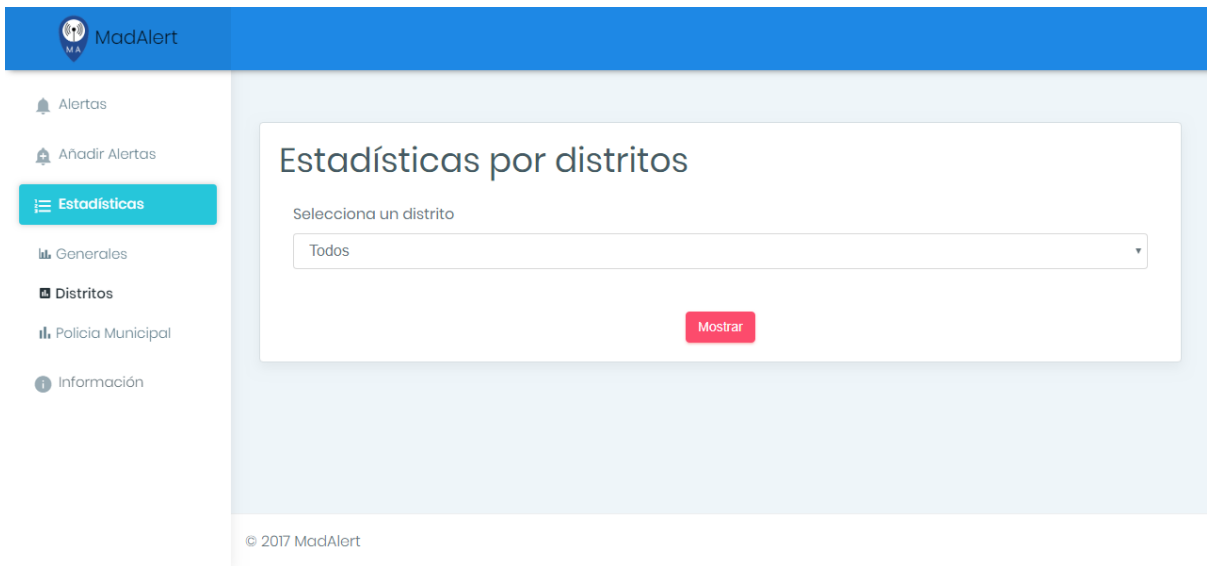 MA
MadAlert
Alertas
Añadir Alertas
Estadísticas
Generales
Distritos
Policia Municipal
Información
Estadísticas por distritos
Selecciona un distrito
Todos
Mostrar
© 2017 MadAlert